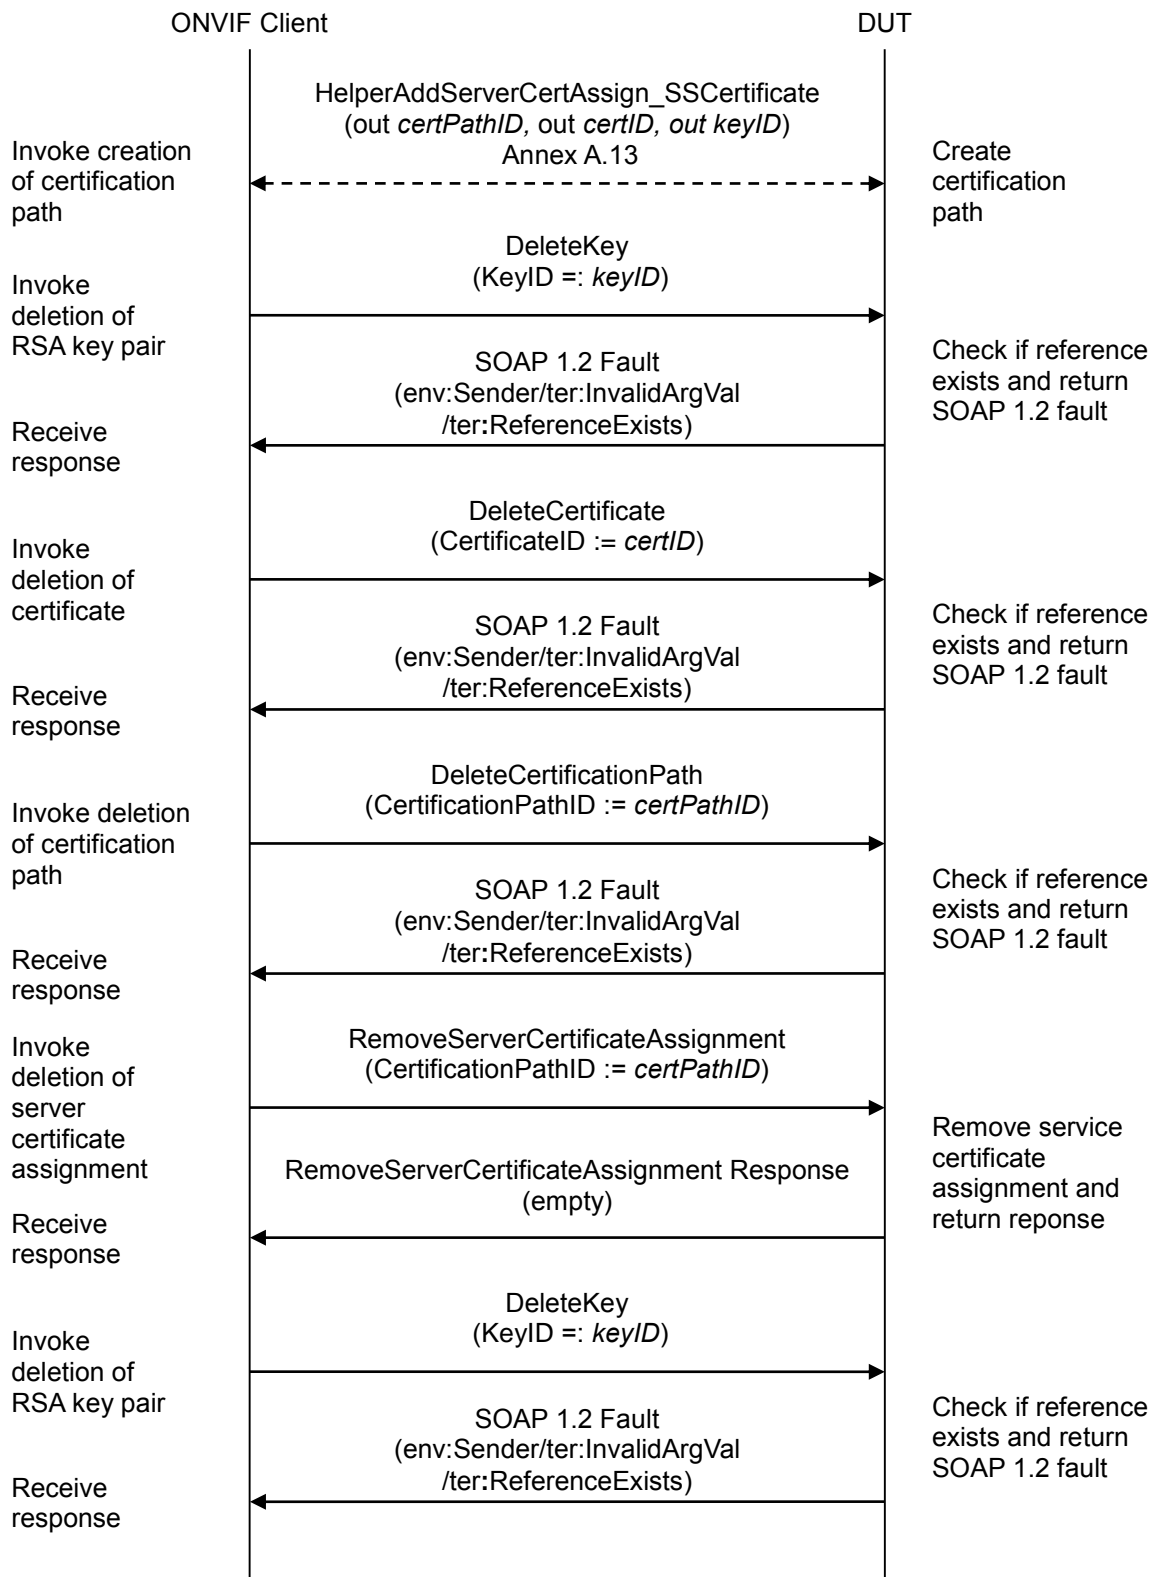 ONVIF Client
DUT
HelperAddServerCertAssign_SSCertificate
(out certPathID, out certID, out keyID)
Annex A.13
Invoke creation
of certification
path
Create
certification
path
DeleteKey
(KeyID =: keyID)
Invoke
deletion of
RSA key pair
SOAP 1.2 Fault
(env:Sender/ter:InvalidArgVal
/ter:ReferenceExists)
Check if reference
exists and return
SOAP 1.2 fault
Receive
response
DeleteCertificate
(CertificateID := certID)
Invoke
deletion of
certificate
SOAP 1.2 Fault
(env:Sender/ter:InvalidArgVal
/ter:ReferenceExists)
Check if reference
exists and return
SOAP 1.2 fault
Receive
response
DeleteCertificationPath
(CertificationPathID := certPathID)
Invoke deletion
of certification
path
SOAP 1.2 Fault
(env:Sender/ter:InvalidArgVal
/ter:ReferenceExists)
Check if reference
exists and return
SOAP 1.2 fault
Receive
response
RemoveServerCertificateAssignment
(CertificationPathID := certPathID)
Invoke
deletion of
server
certificate
assignment
RemoveServerCertificateAssignment Response
(empty)
Remove service
certificate
assignment and
return reponse
Receive
response
DeleteKey
(KeyID =: keyID)
Invoke
deletion of
RSA key pair
SOAP 1.2 Fault
(env:Sender/ter:InvalidArgVal
/ter:ReferenceExists)
Check if reference
exists and return
SOAP 1.2 fault
Receive
response